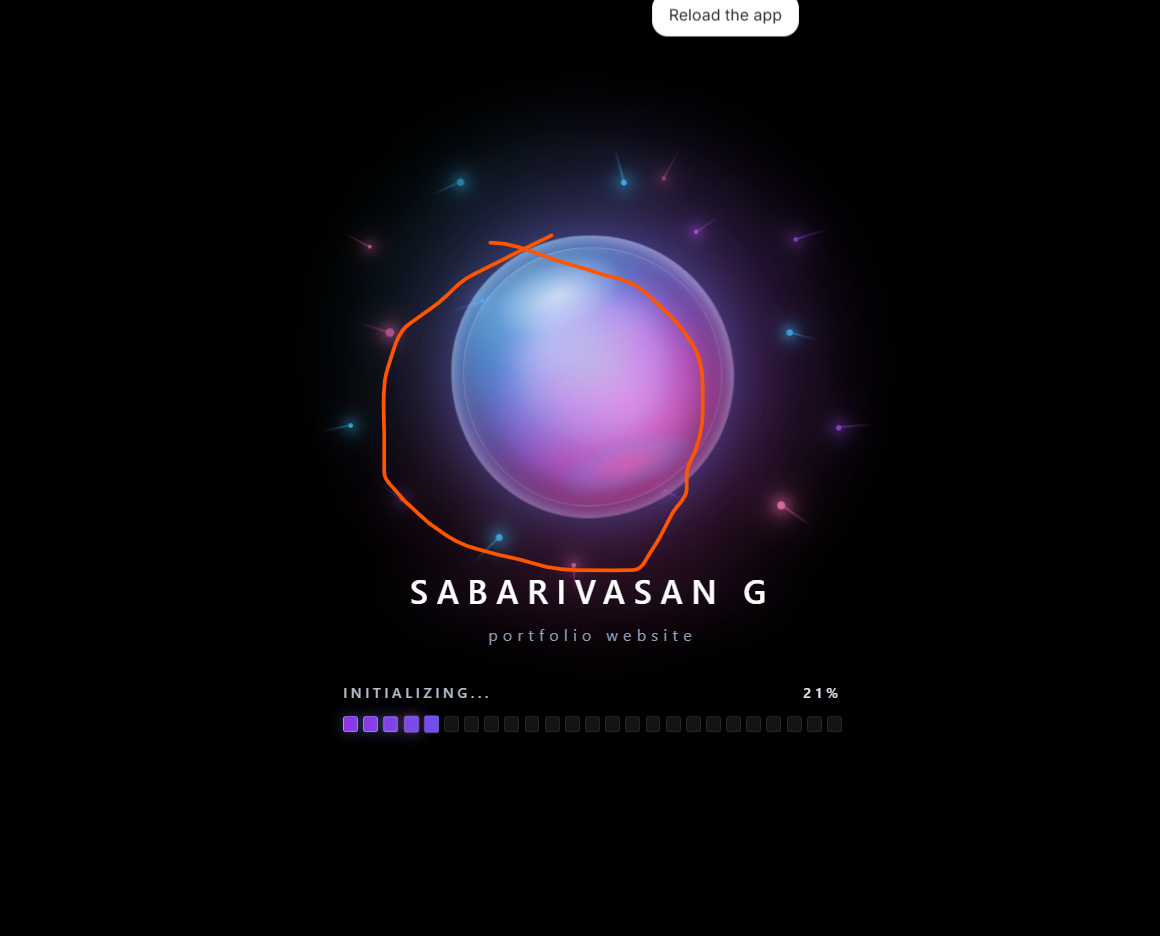 Reload the app
SABARIVASAN G
portfolio website
INITIALIZING...
21%